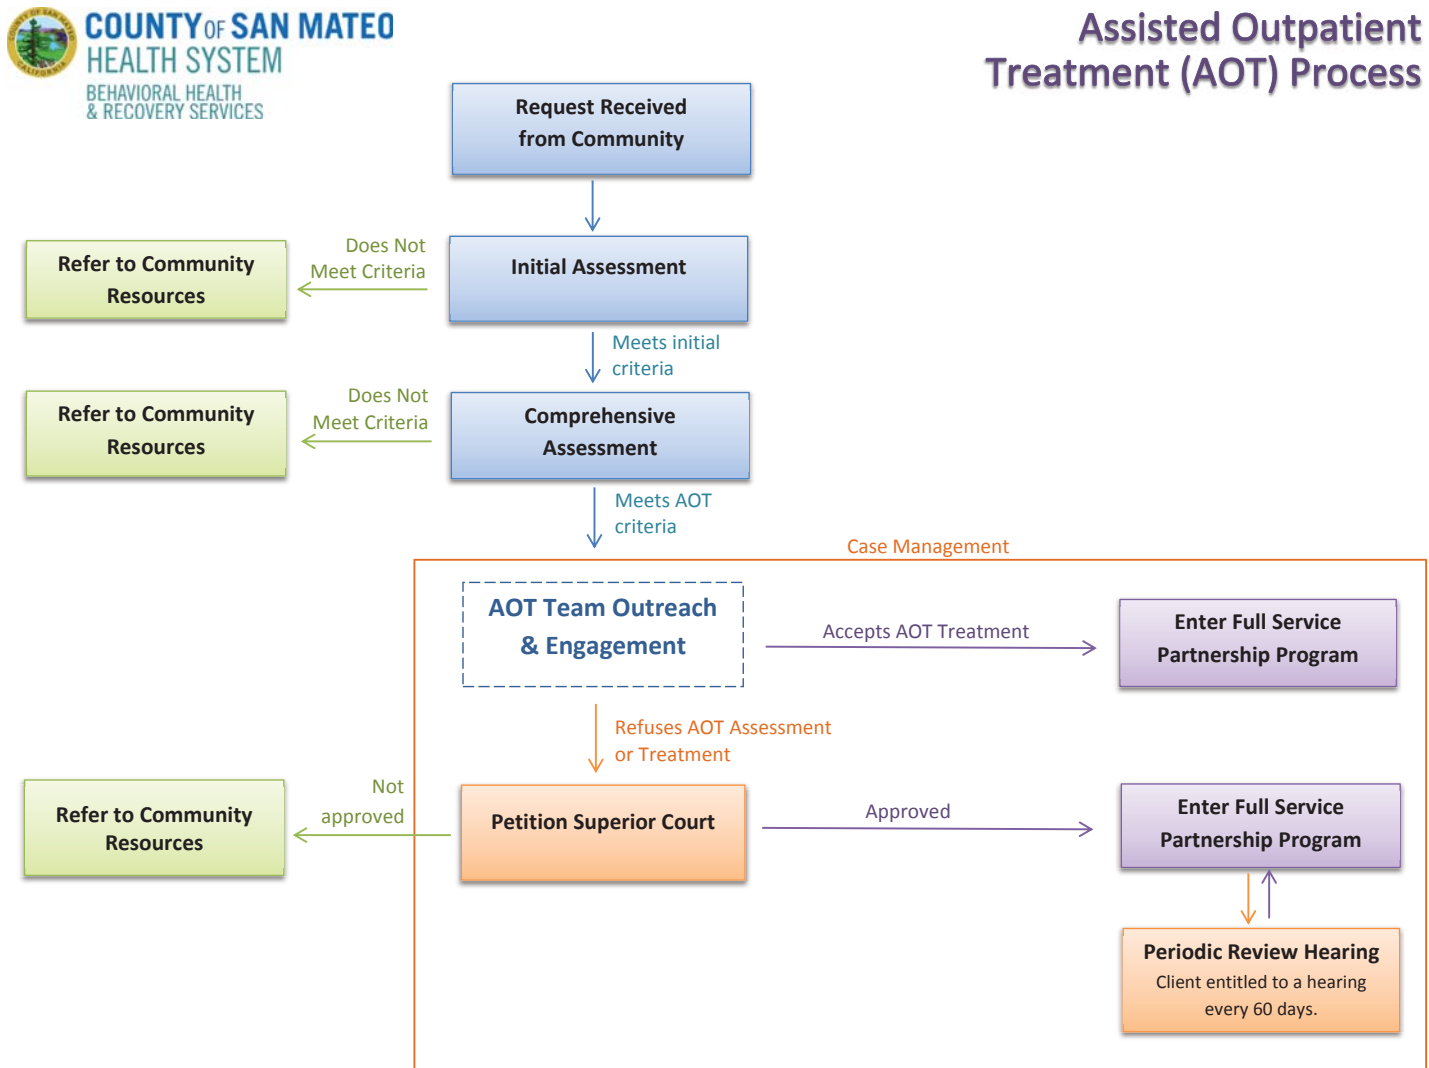 COUNTY OF SAN MATEO
HEALTH SYSTEM
BEHAVIORAL HEALTH
& RECOVERY SERVICES
Assisted Outpatient
Treatment (AOT) Process
Request Received
from Community
Does Not
Meet Criteria
Refer to Community
Resources
Initial Assessment
Meets initial
criteria
Does Not
Meet Criteria
Refer to Community
Resources
Comprehensive
Assessment
Meets AOT
criteria
Case Management
AOT Team Outreach
& Engagement
Accepts AOT Treatment
Enter Full Service
Partnership Program
Refuses AOT Assessment
or Treatment
Not
approved
Refer to Community
Resources
Petition Superior Court
Approved
Enter Full Service
Partnership Program
Periodic Review Hearing
Client entitled to a hearing
every 60 days.